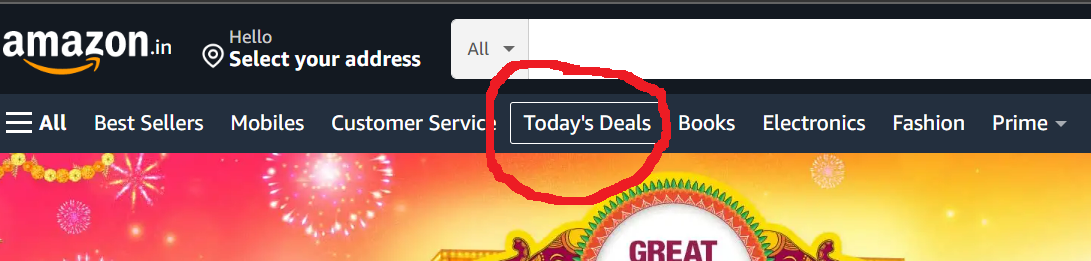 amazon.in
Hello
Select your address
All
All Best Sellers Mobiles Customer Service Today's Deals Books Electronics Fashion Prime
GREAT